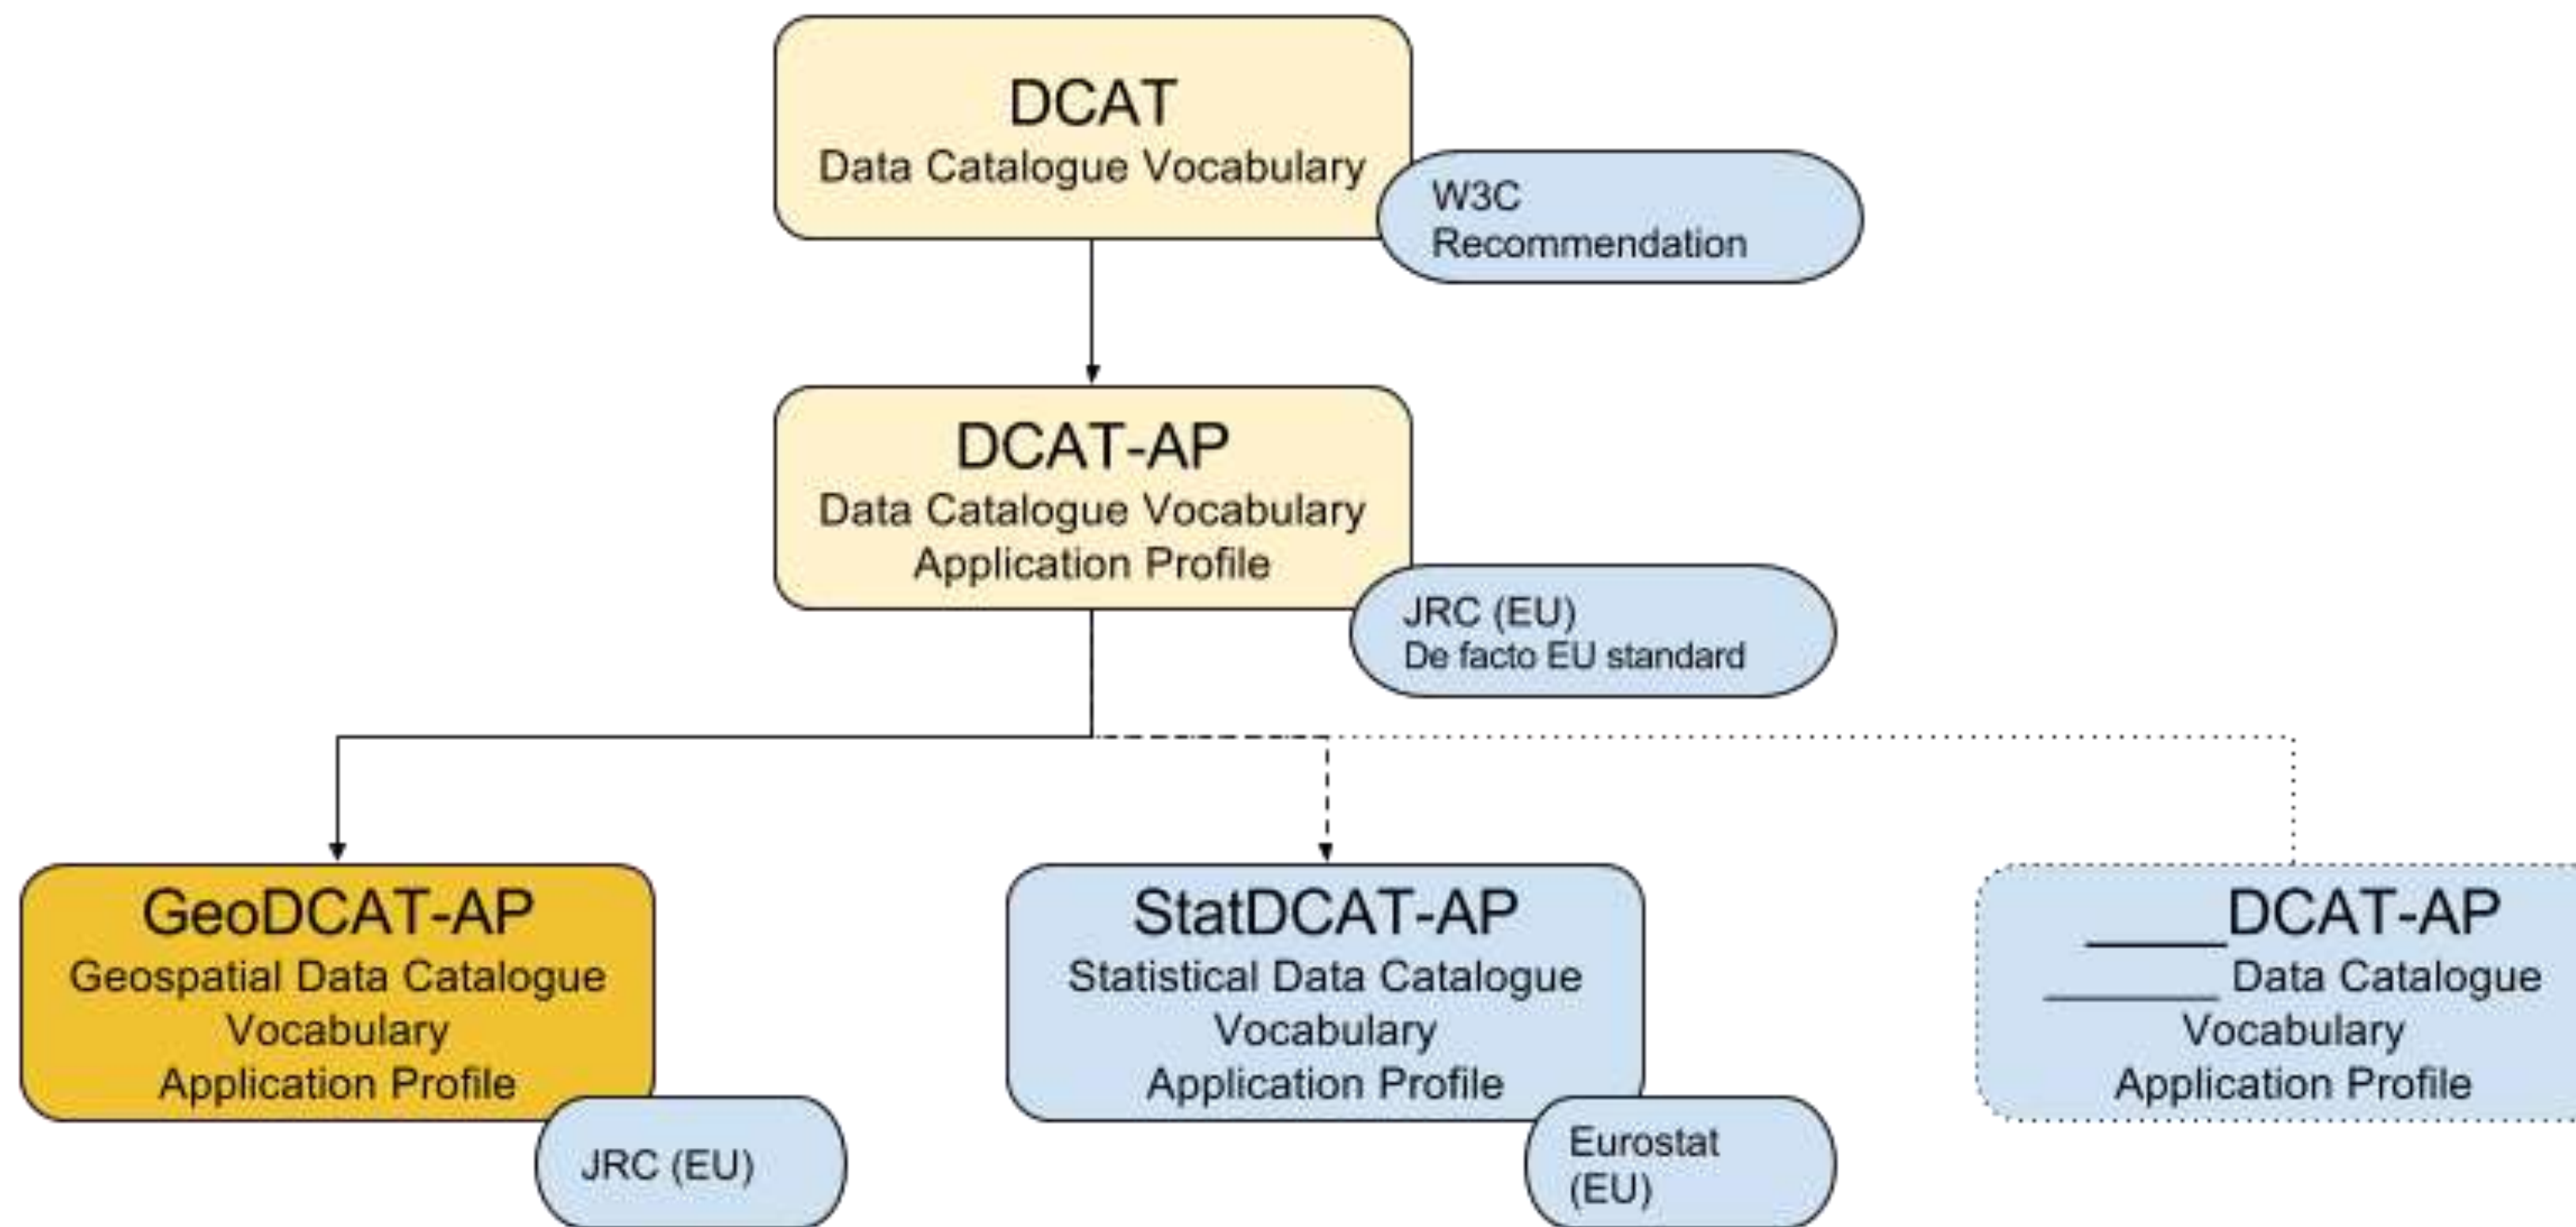 DCAT
Data Catalogue Vocabulary
W3C
Recommendation
DCAT-AP
Data Catalogue Vocabulary
Application Profile
JRC (EU)
De facto EU standard
GeoDCAT-AP
Geospatial Data Catalogue
Vocabulary
Application Profile
JRC (EU)
StatDCAT-AP
Statistical Data Catalogue
Vocabulary
Application Profile
Eurostat
(EU)
_____DCAT-AP
_______ Data Catalogue
Vocabulary
Application Profile